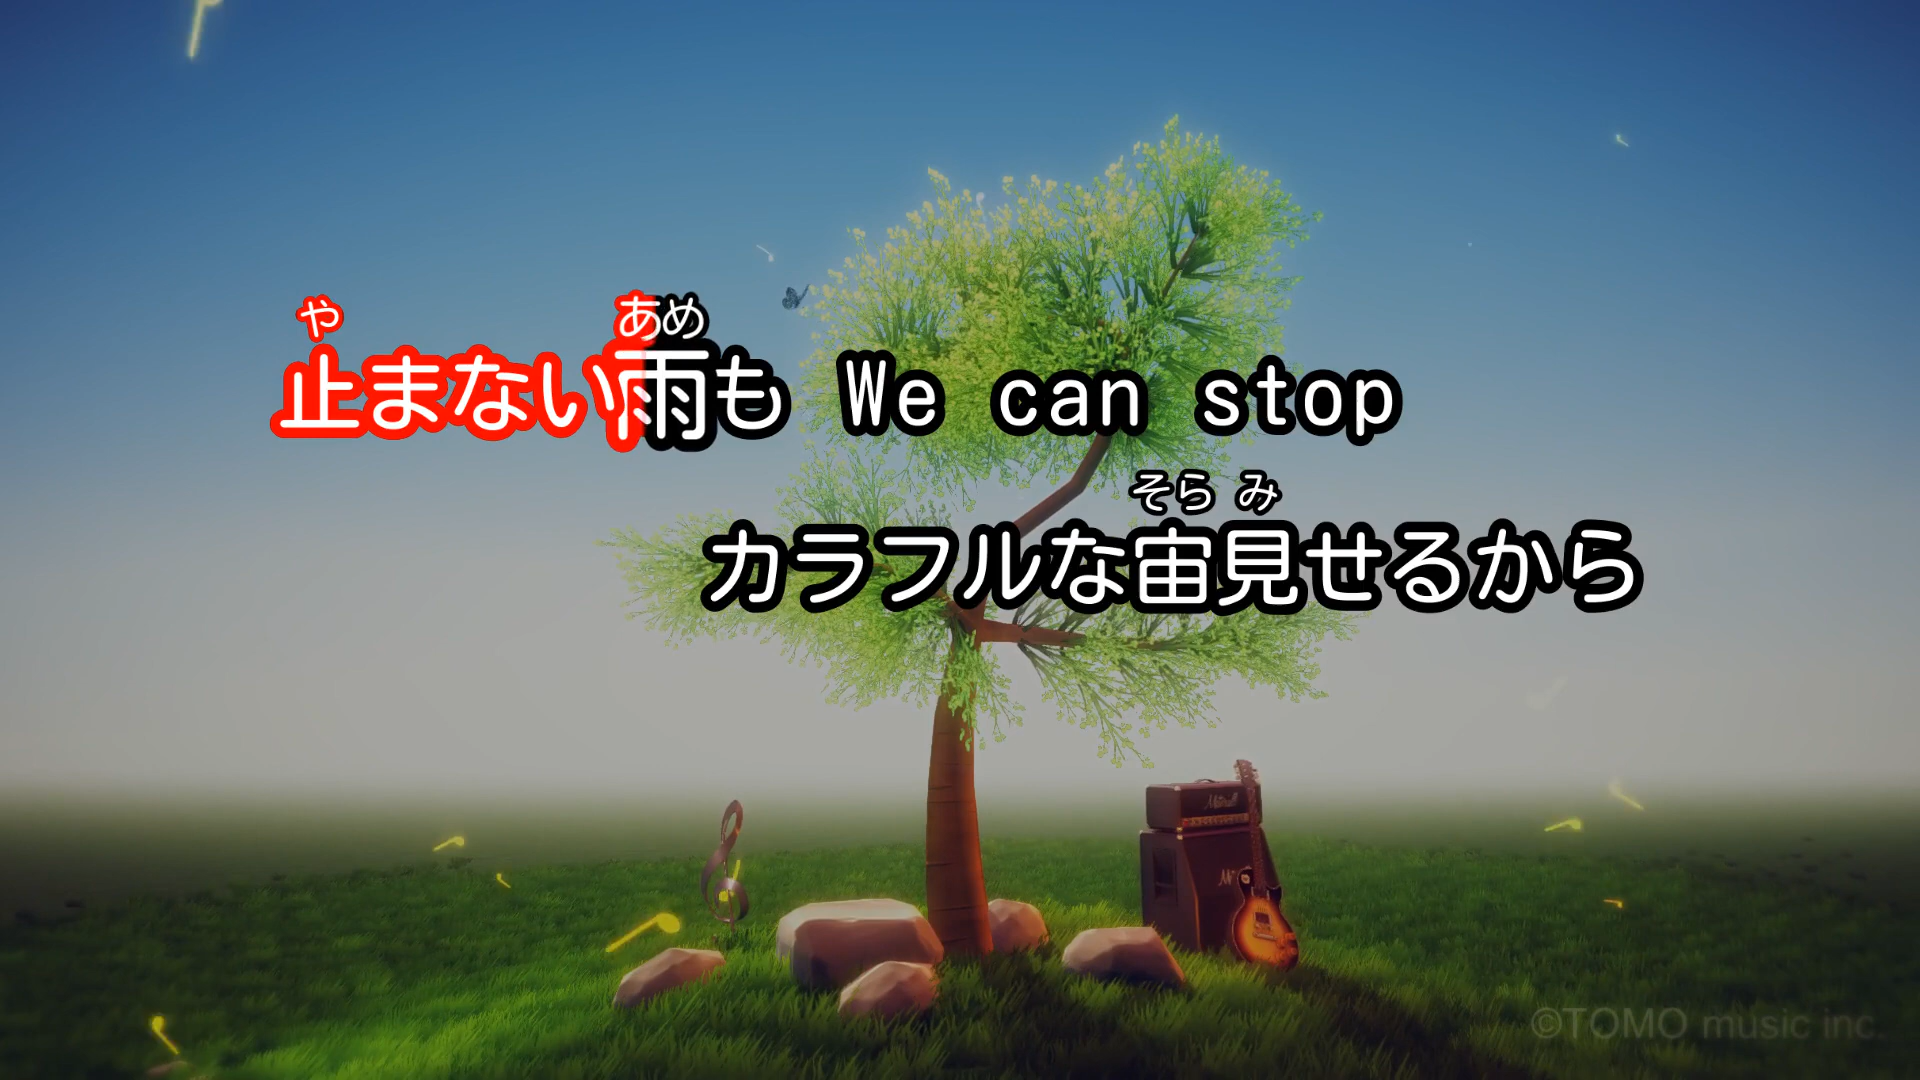 や あめ
止まない雨も We can stop
そら み
カラフルな宙見せるから
©TOMO music inc.